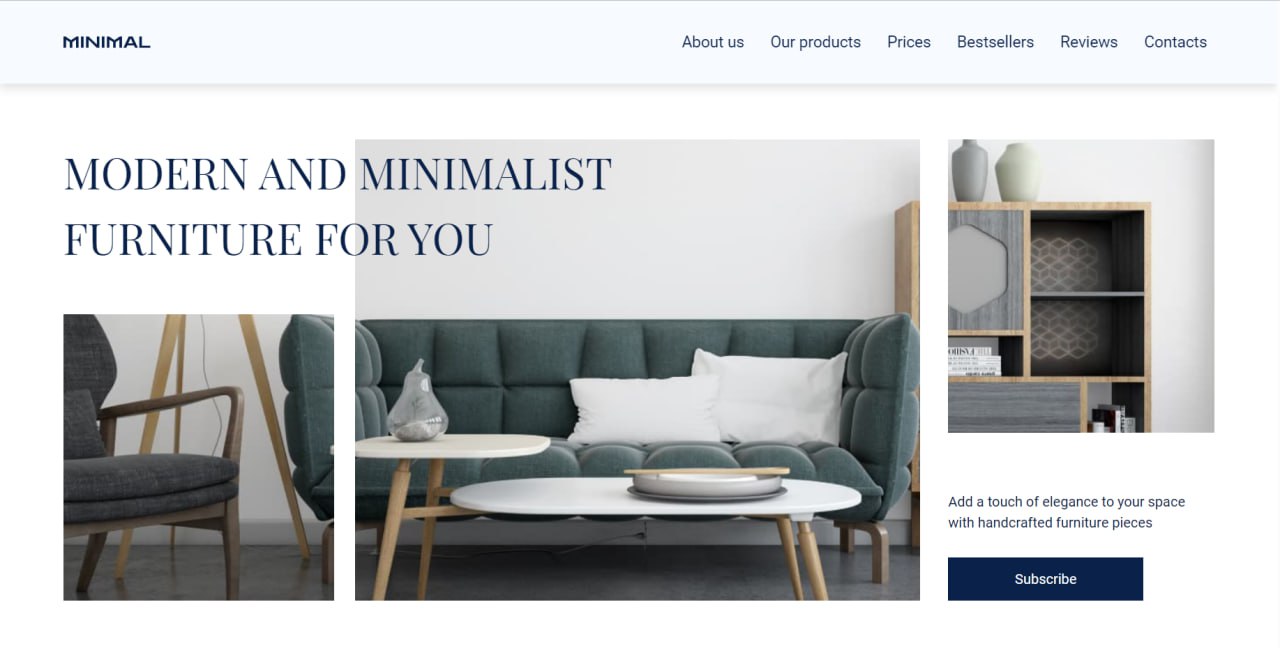 MINIMAL
About us
Our products
Prices
Bestsellers
Reviews
Contacts
MODERN AND MINIMALIST
FURNITURE FOR YOU
Add a touch of elegance to your space
with handcrafted furniture pieces
Subscribe